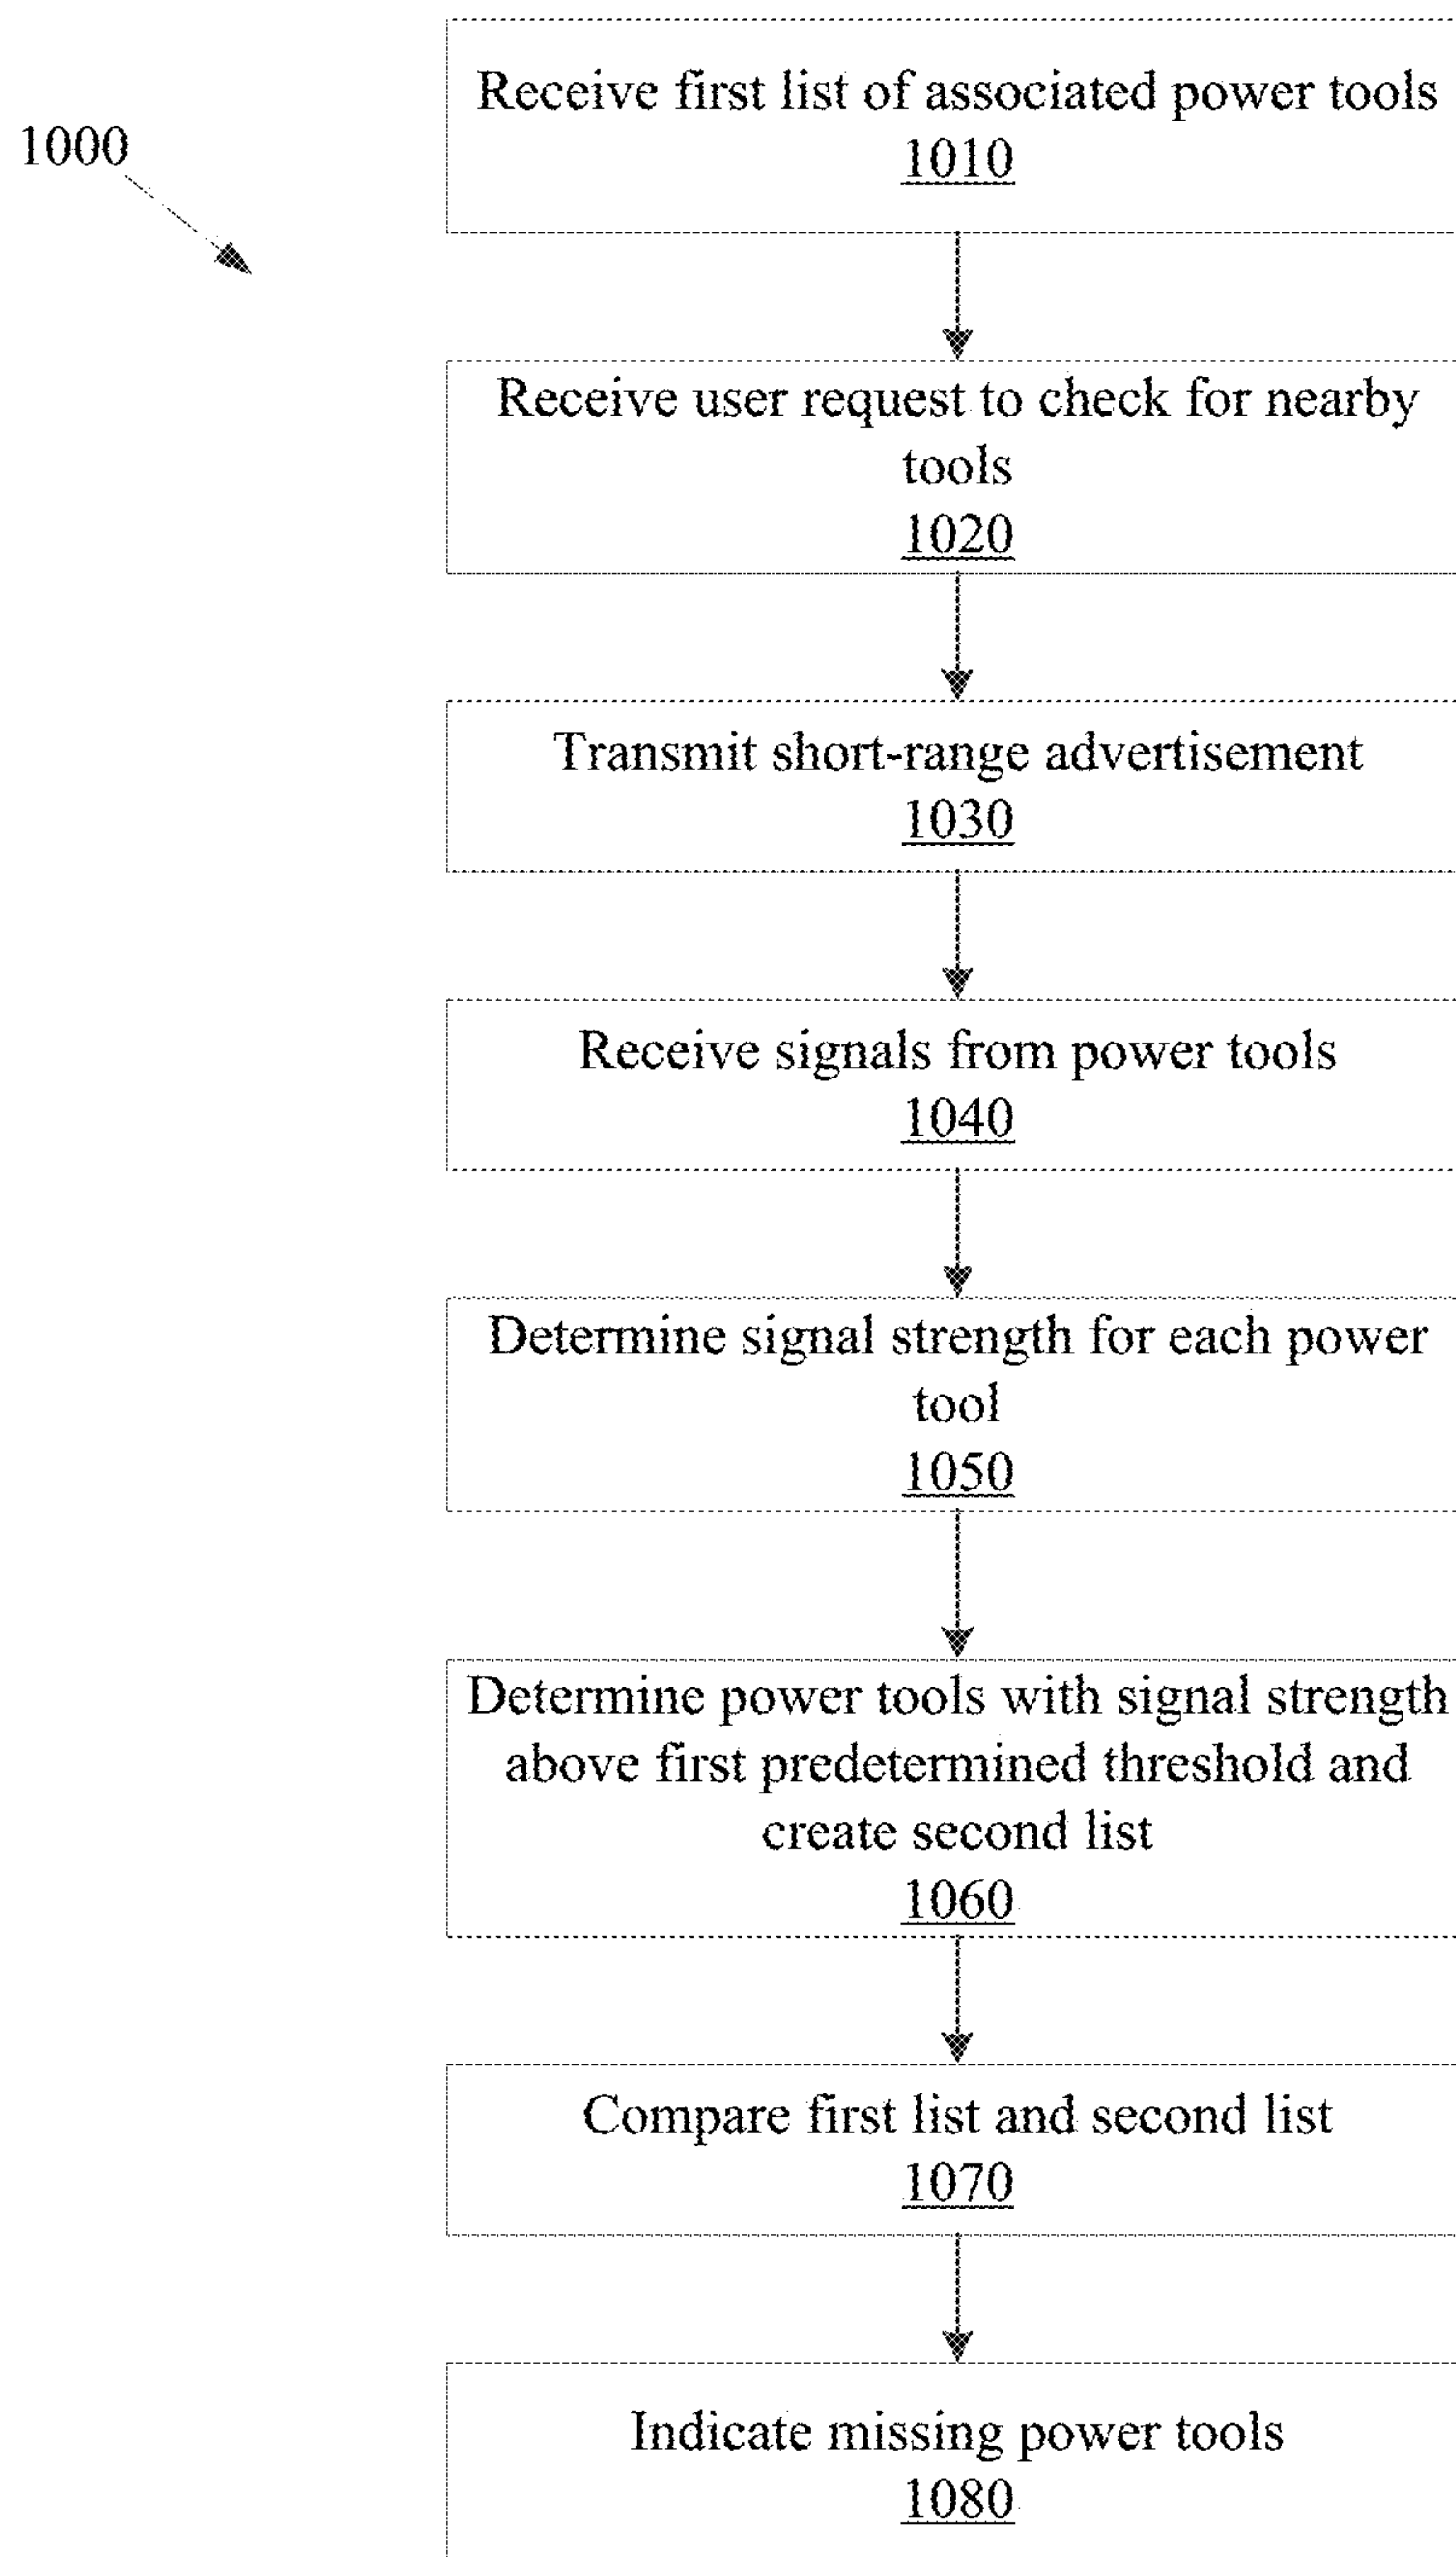 Receive first list of associated power tools
1010
1000
Receive user request to check for nearby
tools
1020
Transmit short-range advertisement
1030
Receive signals from power tools
1040
Determine signal strength for each power
tool
1050
Determine power tools with signal strength
above first predetermined threshold and
create second list
1060
Compare first list and second list
1070
Indicate missing power tools
1080